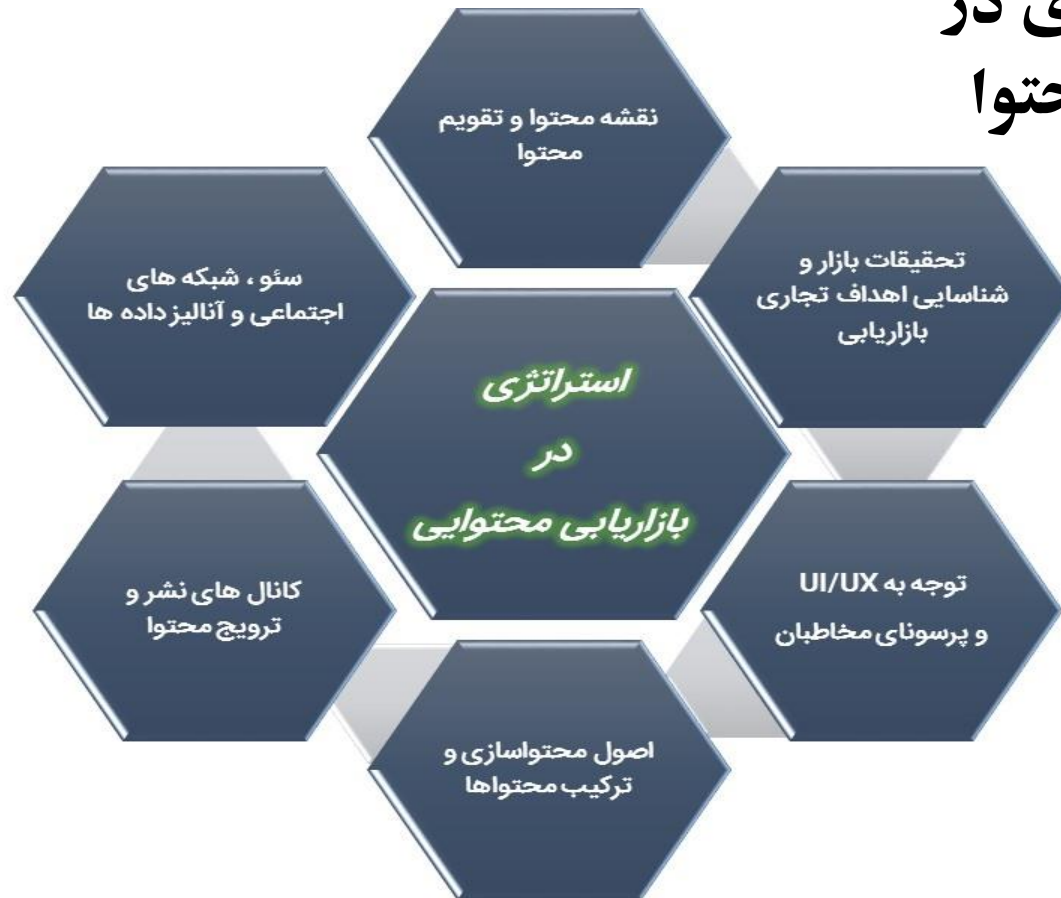 در
نقشه محتوا و تقویم
محتوا
تحقیقات بازار و
شناسایی اهداف تجاری
بازاریابی
توجه به UI/UX
و پرسونای مخاطبان
اصول محتواسازی و
ترکیب محتواها
کانال های نشر و
ترویج محتوا
سئو ، شبکه های
اجتماعی و آنالیز داده ها
استراتژی
در
بازاریابی محتوایی